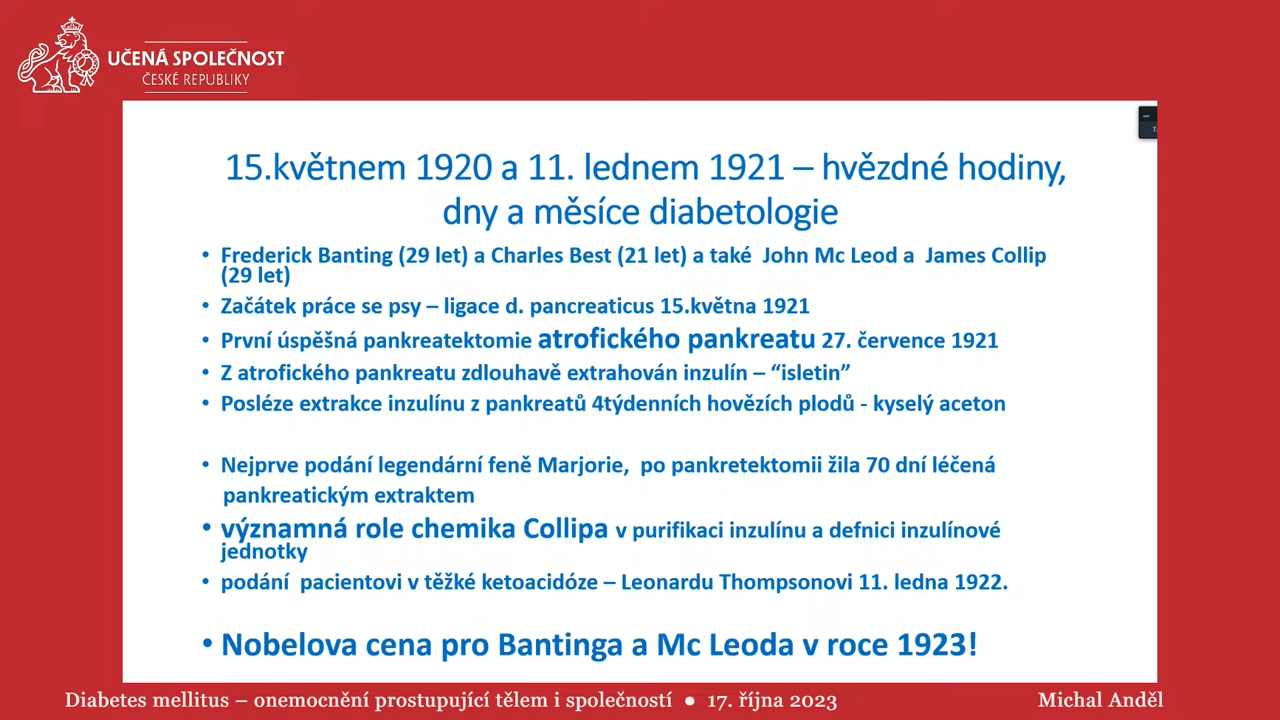 UČENÁ SPOLEČNOST
ČESKÉ REPUBLIKY
15.květnem 1920 a 11. lednem 1921 – hvězdné hodiny,
dny a měsíce diabetologie
• Frederick Banting (29 let) a Charles Best (21 let) a také John Mc Leod a James Collip
(29 let)
• Začátek práce se psy – ligace d. pancreaticus 15.května 1921
• První úspěšná pankreatektomie atrofického pankreatu 27. července 1921
• Z atrofického pankreatu zdlouhavě extrahován inzulín – “isletin”
• Posléze extrakce inzulínu z pankreatů 4týdenních hovězích plodů - kyselý aceton
• Nejprve podání legendární feně Marjorie, po pankretektomii žila 70 dní léčená
pankreatickým extraktem
• významná role chemika Collipa v purifikaci inzulínu a defnici inzulínové
jednotky
• podání pacientovi v těžké ketoacidóze – Leonardu Thompsonovi 11. ledna 1922.
• Nobelova cena pro Bantinga a Mc Leoda v roce 1923!
Diabetes mellitus – onemocnění prostupující tělem i společností ● 17. října 2023
Michal Anděl